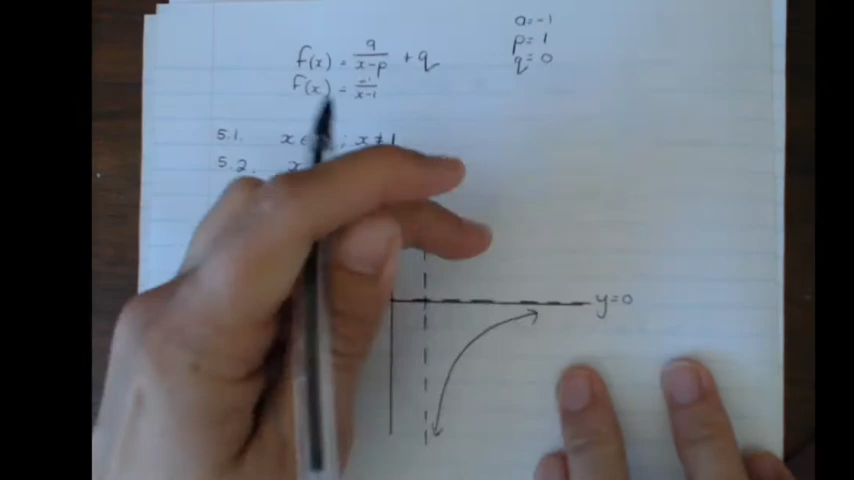 a=-1
p=1
q=0
f(x) = a/(x-p) + q
f(x) = -1/(x-1)
5.1. x ; x ≠ 1
5.2. x
y=0